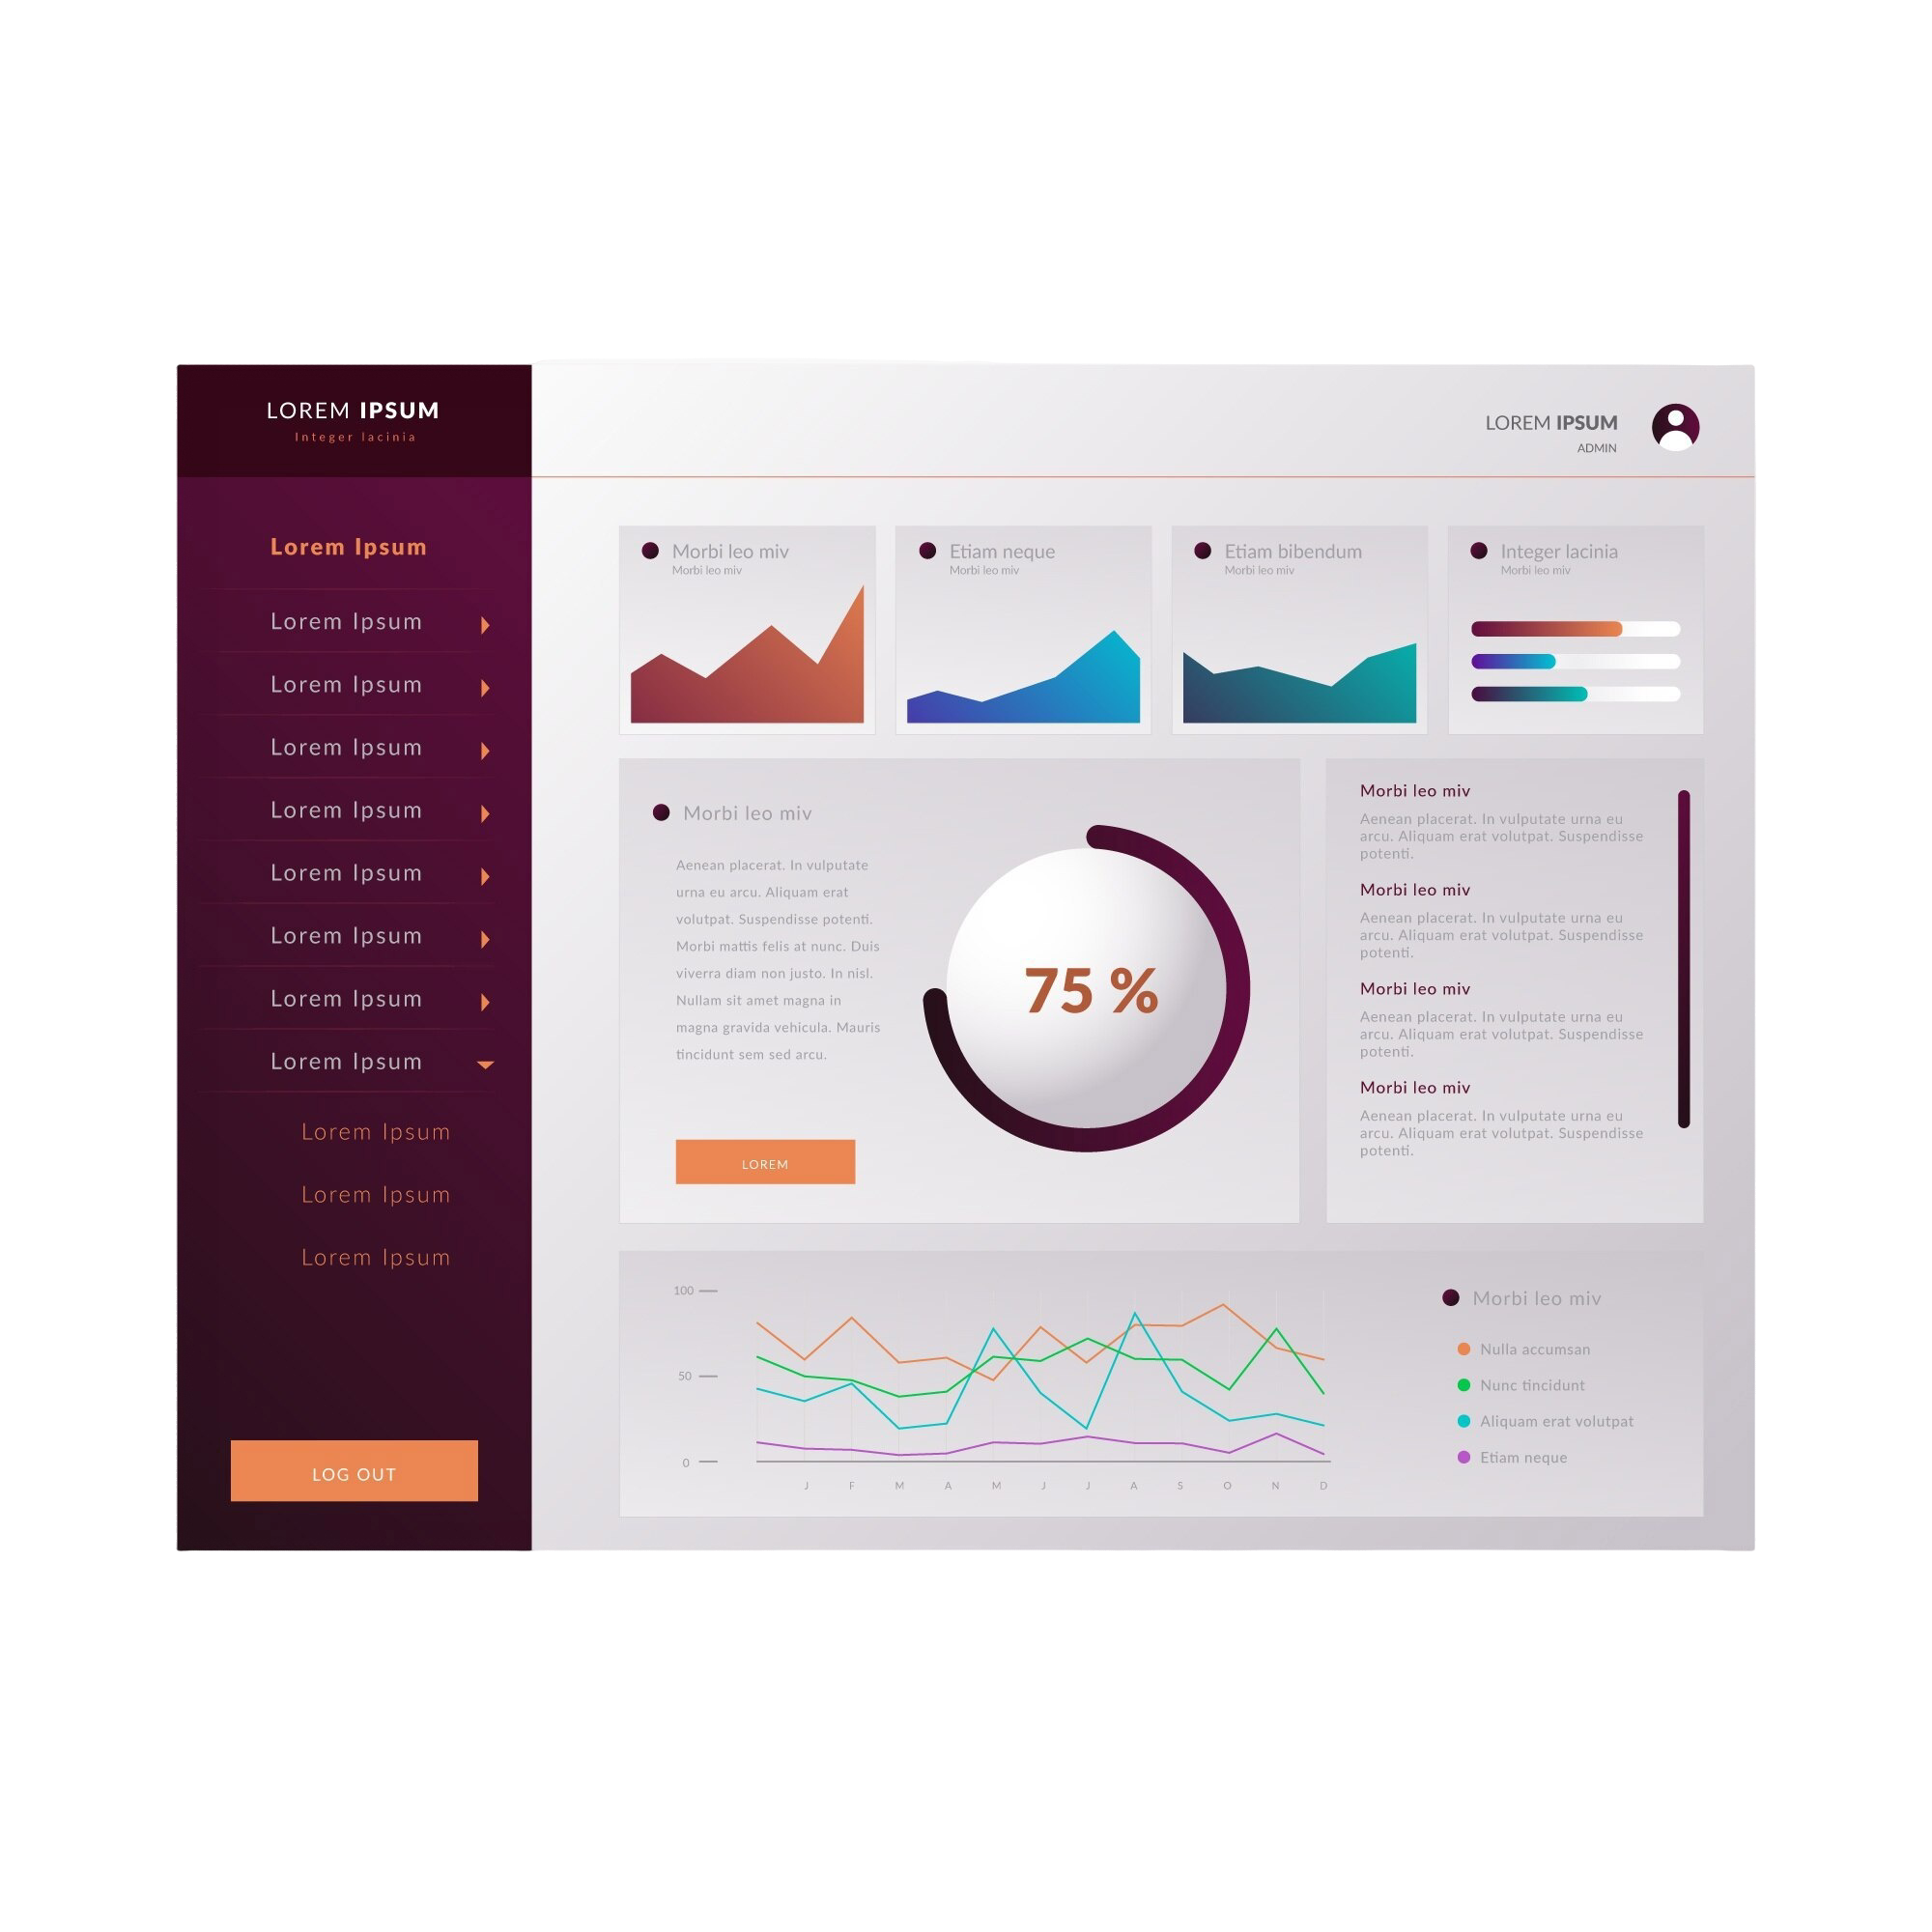 LOREM IPSUM
Integer lacinia
Lorem Ipsum
Lorem Ipsum
Lorem Ipsum
Lorem Ipsum
Lorem Ipsum
Lorem Ipsum
Lorem Ipsum
Lorem Ipsum
Lorem Ipsum
Lorem Ipsum
Lorem Ipsum
Lorem Ipsum
LOG OUT
LOREM IPSUM
ADMIN
Morbi leo miv
Morbi leo miv
Etiam neque
Morbi leo miv
Etiam bibendum
Morbi leo miv
Integer lacinia
Morbi leo miv
Morbi leo miv
Aenean placerat. In vulputate
urna eu arcu. Aliquam erat
volutpat. Suspendisse potenti.
Morbi mattis felis at nunc. Duis
viverra diam non justo. In nisl.
Nullam sit amet magna in
magna gravida vehicula. Mauris
tincidunt sem sed arcu.
LOREM
75 %
Morbi leo miv
Aenean placerat. In vulputate urna eu
arcu. Aliquam erat volutpat. Suspendisse
potenti.
Morbi leo miv
Aenean placerat. In vulputate urna eu
arcu. Aliquam erat volutpat. Suspendisse
potenti.
Morbi leo miv
Aenean placerat. In vulputate urna eu
arcu. Aliquam erat volutpat. Suspendisse
potenti.
Morbi leo miv
Aenean placerat. In vulputate urna eu
arcu. Aliquam erat volutpat. Suspendisse
potenti.
100
50
0
J F M A M J J A S O N D
Morbi leo miv
Nulla accumsan
Nunc tincidunt
Aliquam erat volutpat
Etiam neque